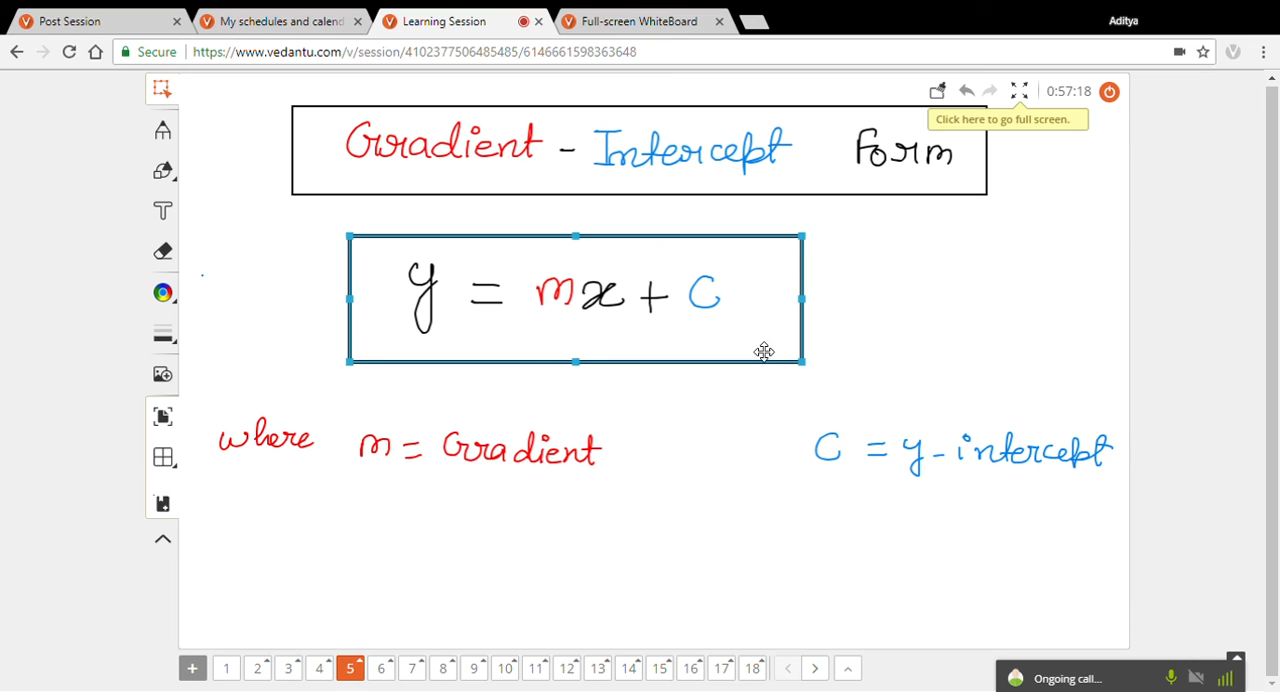 Post Session
My schedules and calend
Learning Session
Full-screen WhiteBoard
Aditya
Secure
https://www.vedantu.com/v/session/4102377506485485/6146661598363648
0:57:18
Click here to go full screen.
Gradient - Intercept Form
y = mx + c
where m = Gradient
C = y - intercept
1 2 3 4 5 6 7 8 9 10 11 12 13 14 15 16 17 18
Ongoing call...